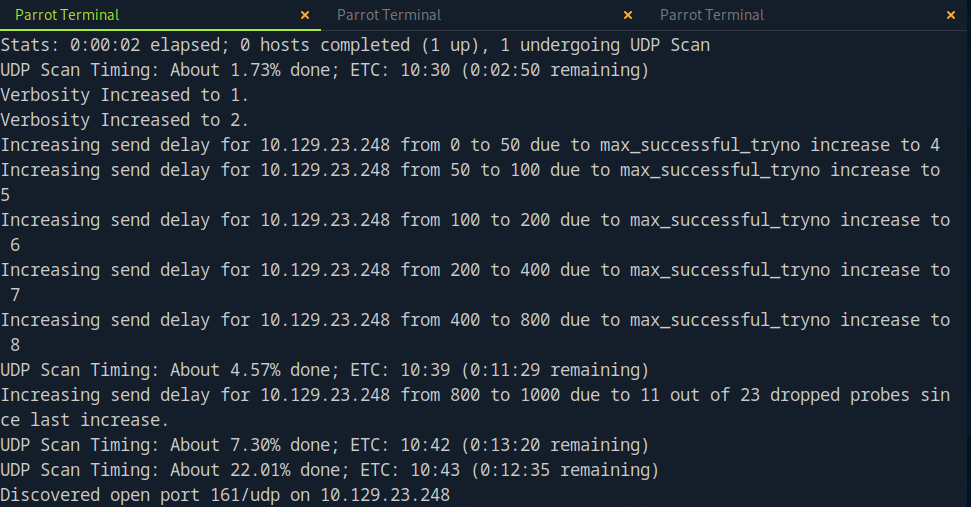 Parrot Terminal × Parrot Terminal × Parrot Terminal ×
Stats: 0:00:02 elapsed; 0 hosts completed (1 up), 1 undergoing UDP Scan
UDP Scan Timing: About 1.73% done; ETC: 10:30 (0:02:50 remaining)
Verbosity Increased to 1.
Verbosity Increased to 2.
Increasing send delay for 10.129.23.248 from 0 to 50 due to max_successful_tryno increase to 4
Increasing send delay for 10.129.23.248 from 50 to 100 due to max_successful_tryno increase to
5
Increasing send delay for 10.129.23.248 from 100 to 200 due to max_successful_tryno increase to
 6
Increasing send delay for 10.129.23.248 from 200 to 400 due to max_successful_tryno increase to
 7
Increasing send delay for 10.129.23.248 from 400 to 800 due to max_successful_tryno increase to
 8
UDP Scan Timing: About 4.57% done; ETC: 10:39 (0:11:29 remaining)
Increasing send delay for 10.129.23.248 from 800 to 1000 due to 11 out of 23 dropped probes sin
ce last increase.
UDP Scan Timing: About 7.30% done; ETC: 10:42 (0:13:20 remaining)
UDP Scan Timing: About 22.01% done; ETC: 10:43 (0:12:35 remaining)
Discovered open port 161/udp on 10.129.23.248